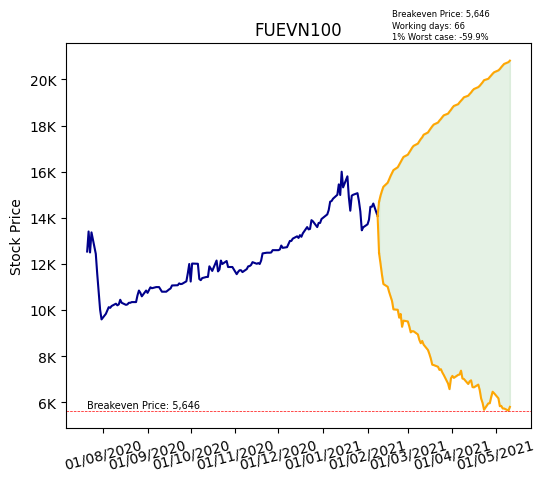 Breakeven Price: 5,646
Working days: 66
1% Worst case: -59.9%
FUEVN100
Stock Price
20K
18K
16K
14K
12K
10K
8K
6K
Breakeven Price: 5,646
01/08/2020
01/09/2020
01/10/2020
01/11/2020
01/12/2020
01/01/2021
01/02/2021
01/03/2021
01/04/2021
01/05/2021